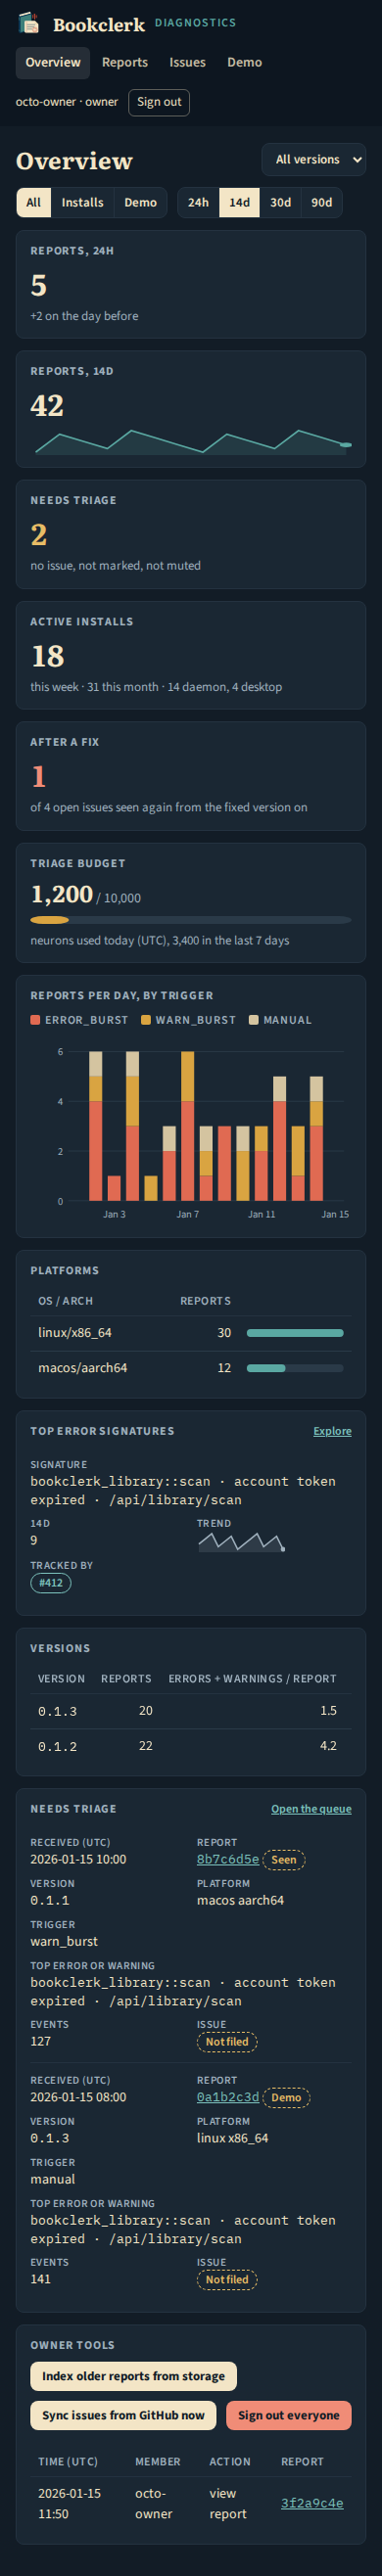 Bookclerk DIAGNOSTICS
Overview Reports Issues Demo
octo-owner · owner Sign out
Overview All versions
All Installs Demo 24h 14d 30d 90d
REPORTS, 24H
5
+2 on the day before
REPORTS, 14D
42
NEEDS TRIAGE
2
no issue, not marked, not muted
ACTIVE INSTALLS
18
this week · 31 this month · 14 daemon, 4 desktop
AFTER A FIX
1
of 4 open issues seen again from the fixed version on
TRIAGE BUDGET
1,200 / 10,000
neurons used today (UTC), 3,400 in the last 7 days
REPORTS PER DAY, BY TRIGGER
ERROR_BURST WARN_BURST MANUAL
6
4
2
0
Jan 3 Jan 7 Jan 11 Jan 15
PLATFORMS
OS / ARCH REPORTS
linux/x86_64 30
macos/aarch64 12
TOP ERROR SIGNATURES Explore
SIGNATURE
bookclerk_library::scan · account token
expired · /api/library/scan
14D TREND
9
TRACKED BY
#412
VERSIONS
VERSION REPORTS ERRORS + WARNINGS / REPORT
0.1.3 20 1.5
0.1.2 22 4.2
NEEDS TRIAGE Open the queue
RECEIVED (UTC) REPORT
2026-01-15 10:00 8b7c6d5e Seen
VERSION PLATFORM
0.1.1 macos aarch64
TRIGGER
warn_burst
TOP ERROR OR WARNING
bookclerk_library::scan · account token
expired · /api/library/scan
EVENTS ISSUE
127 Not filed
RECEIVED (UTC) REPORT
2026-01-15 08:00 0a1b2c3d Demo
VERSION PLATFORM
0.1.3 linux x86_64
TRIGGER
manual
TOP ERROR OR WARNING
bookclerk_library::scan · account token
expired · /api/library/scan
EVENTS ISSUE
141 Not filed
OWNER TOOLS
Index older reports from storage
Sync issues from GitHub now Sign out everyone
TIME (UTC) MEMBER ACTION REPORT
2026-01-15 octo- view 3f2a9c4e
11:50 owner report